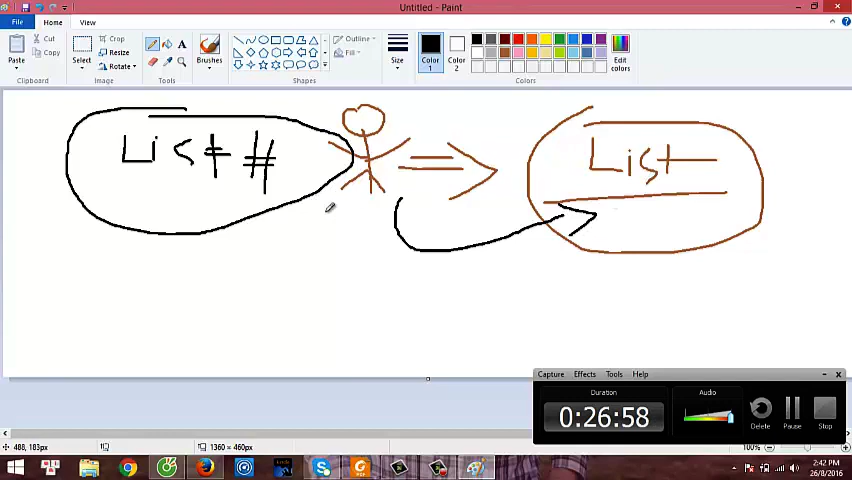 Untitled - Paint
File
Home
View
Paste
Cut
Copy
Clipboard
Select
Crop
Resize
Rotate
Image
A
Tools
Brushes
Outline
Fill
Shapes
Size
Color 1
Color 2
Edit colors
Colors
List #
List
Capture Effects Tools Help
Duration
0:26:58
Audio
Delete
Pause
Stop
488, 183px
1360 × 460px
100%
2:42 PM
26/8/2016